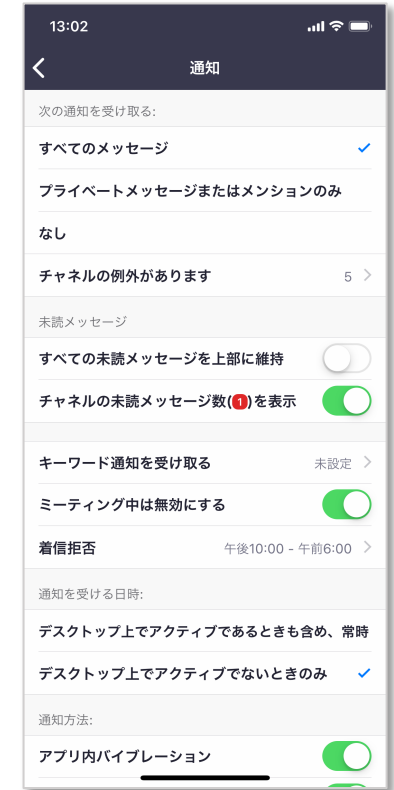 13:02
通知
次の通知を受け取る:
すべてのメッセージ
プライベートメッセージまたはメンションのみ
なし
チャネルの例外があります 5
未読メッセージ
すべての未読メッセージを上部に維持
チャネルの未読メッセージ数(1)を表示
キーワード通知を受け取る 未設定
ミーティング中は無効にする
着信拒否 午後10:00 - 午前6:00
通知を受ける日時:
デスクトップ上でアクティブであるときも含め、常時
デスクトップ上でアクティブでないときのみ
通知方法:
アプリ内バイブレーション